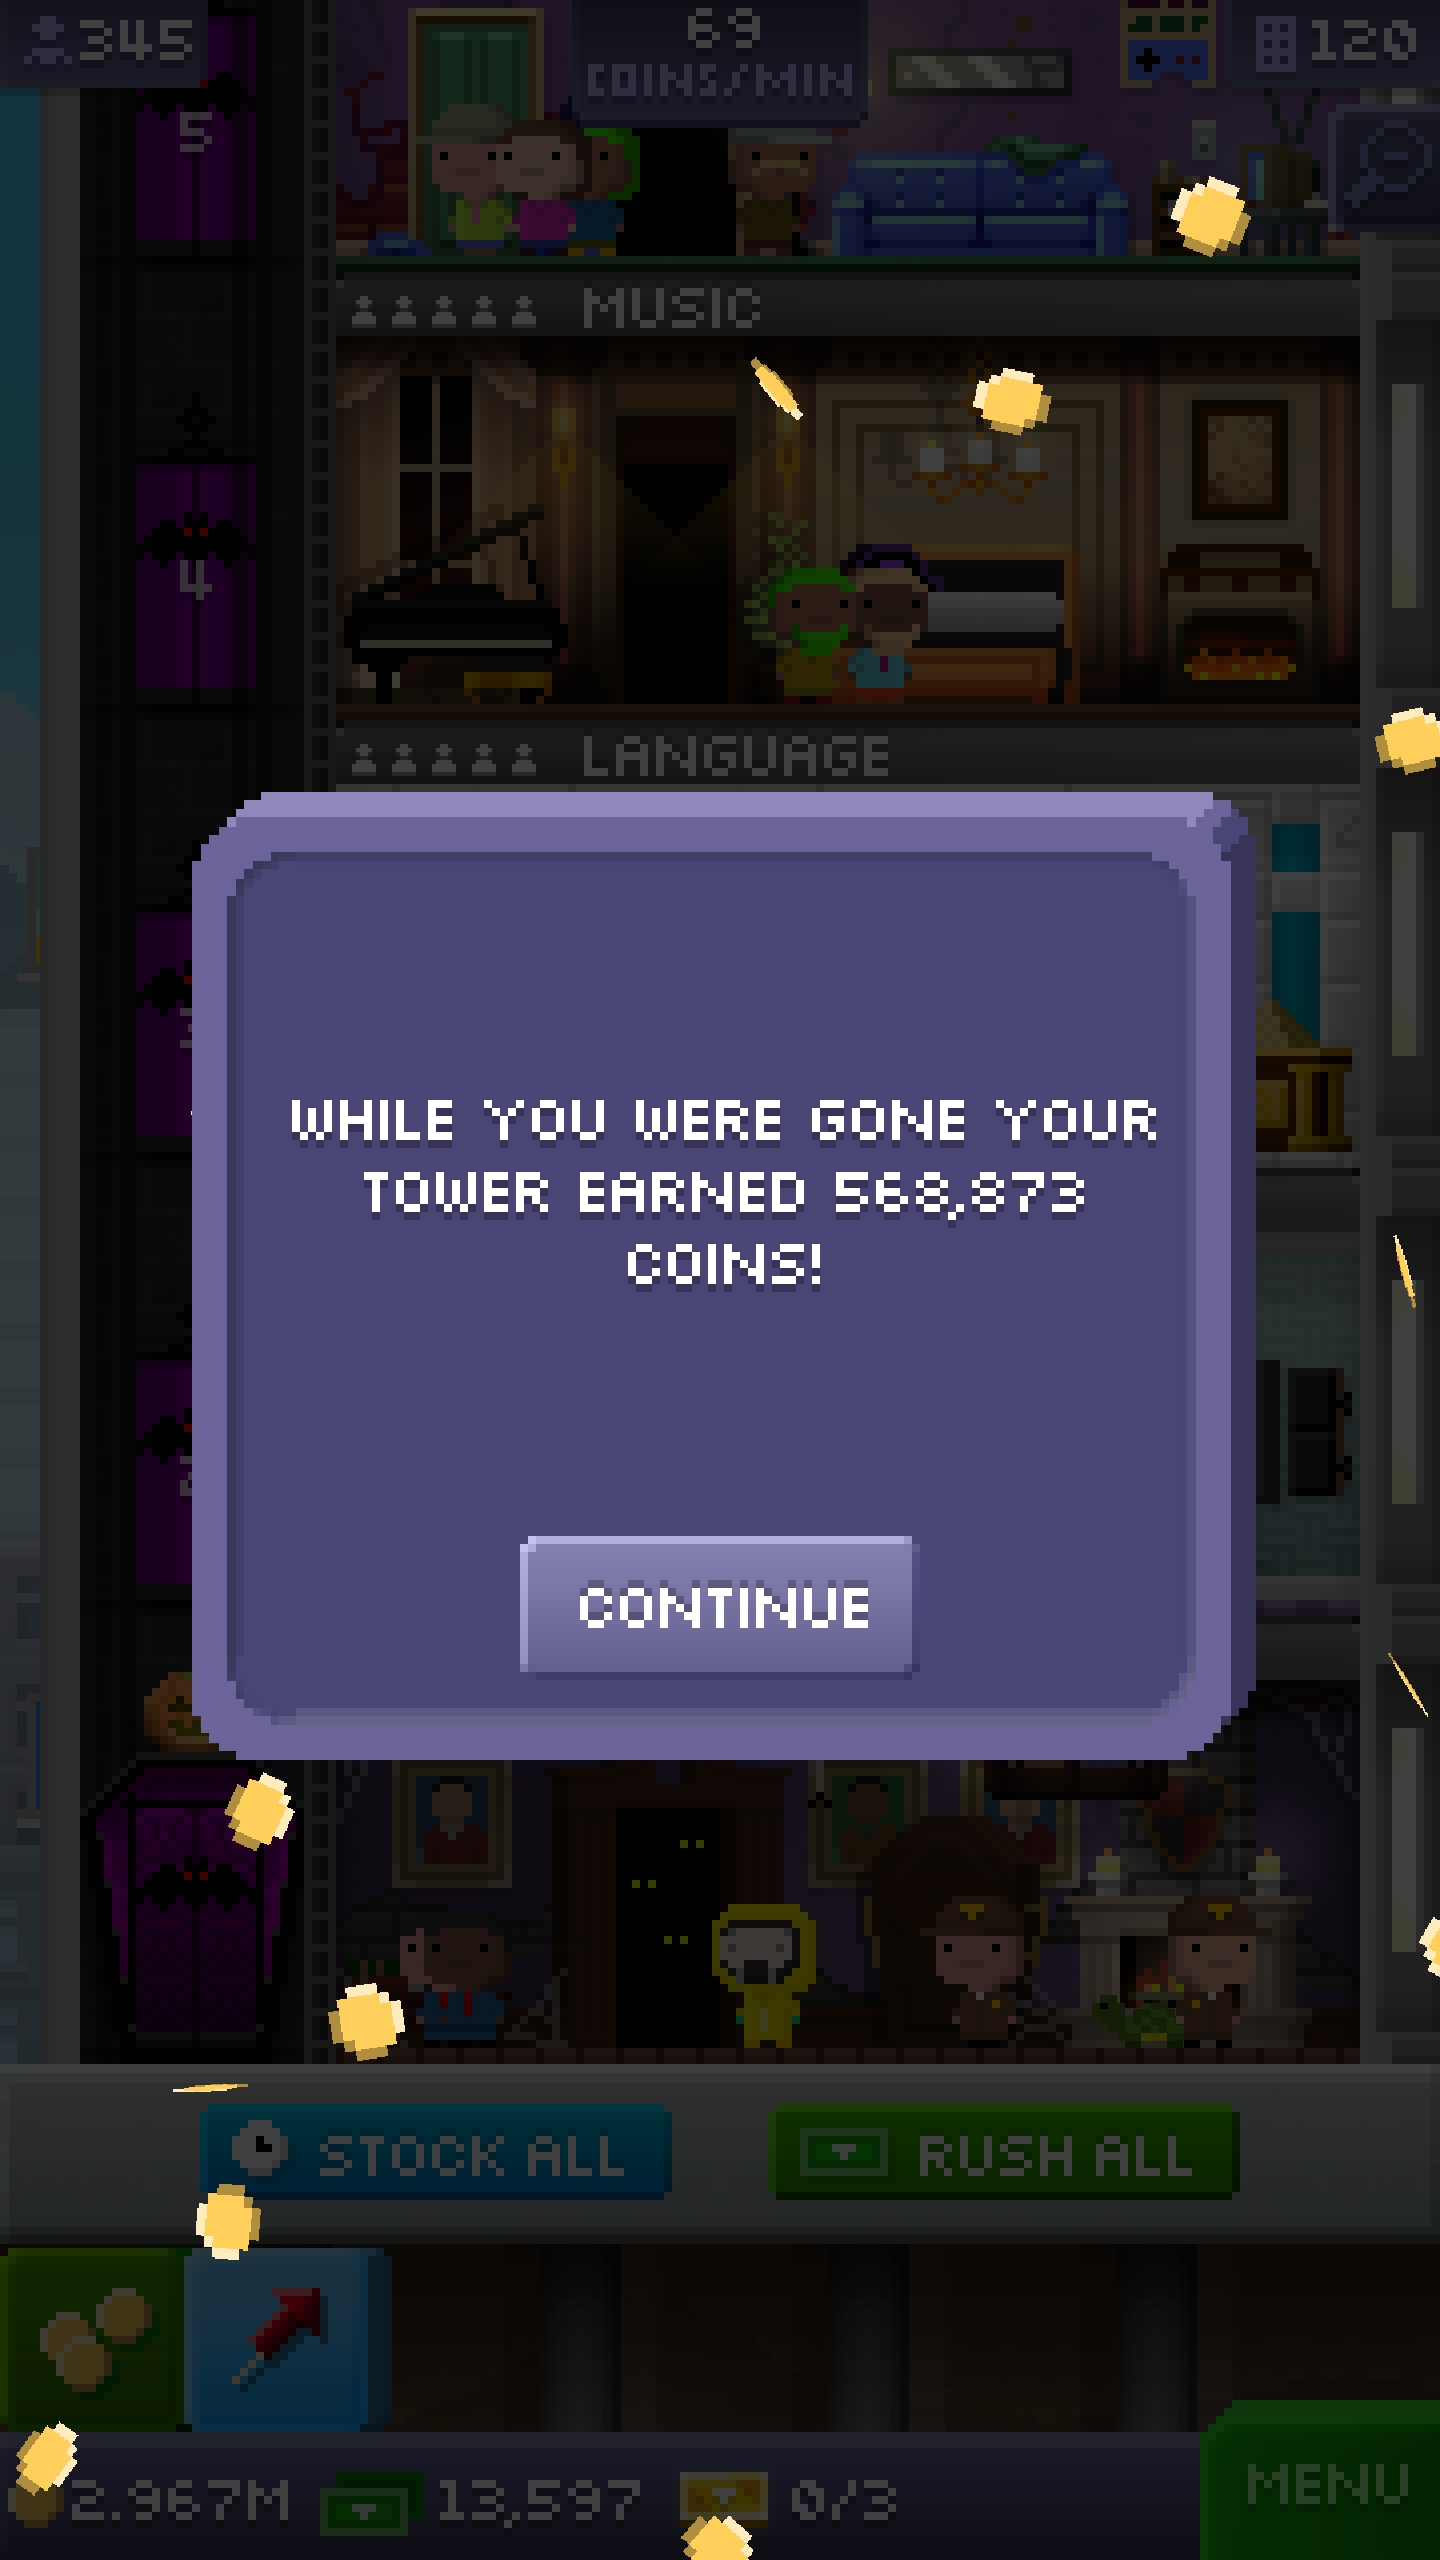 345
69
COINS/MIN
120
5
MUSIC
4
LANGUAGE
WHILE YOU WERE GONE YOUR
TOWER EARNED 568,873
COINS!
CONTINUE
STOCK ALL
RUSH ALL
2.967M
13,597
0/3
MENU